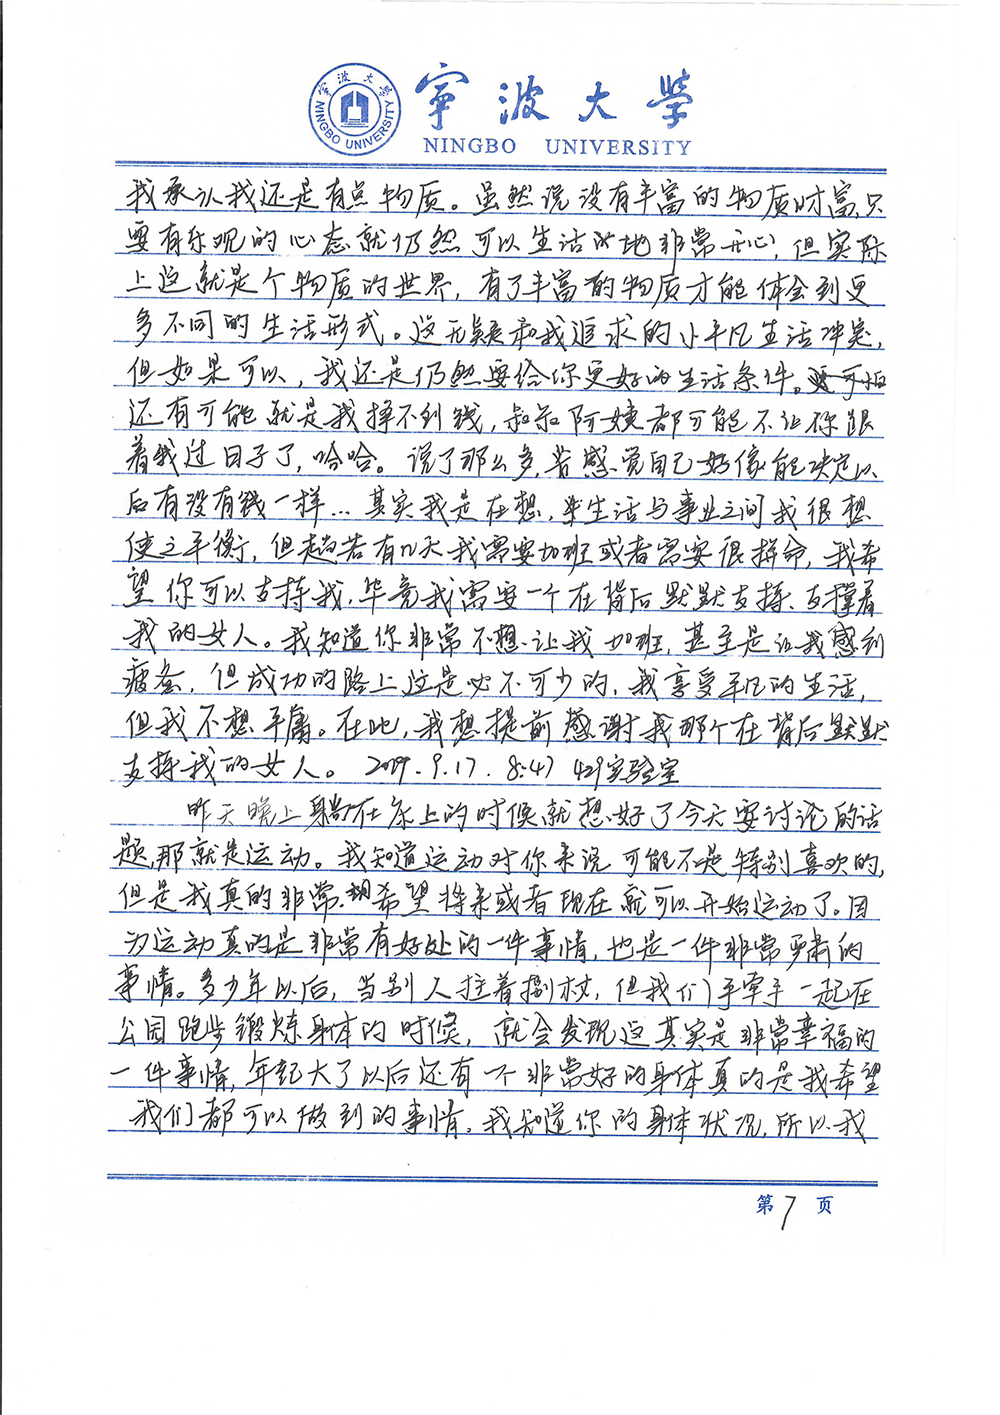 宁波大学
NINGBO UNIVERSITY
宁波大学
NINGBO UNIVERSITY
我承认我还是有点物质。虽然说没有丰富的物质财富,只
要有乐观的心态就仍然可以生活的地非常开心,但实际
上这就是个物质的世界,有了丰富的物质才能体会到更
多不同的生活形式。这无疑和我追求的小平凡生活冲突,
但如果可以,我还是仍然要给你更好的生活条件。可怕
还有可能就是我挣不到钱,叔叔阿姨都可能不让你跟
着我过日子了,哈哈。说了那么多,若感觉自己好像能决定以
后有没有钱一样…其实我是在想,生活与事业之间我很想
使之平衡,但若有几天我需要加班或者需要很拼命,我希
望你可以支持我,毕竟我需要一个在背后默默支持、支撑着
我的女人。我知道你非常不想让我加班,甚至是让我感到
疲惫,但成功的路上这是必不可少的,我享受平凡的生活,
但我不想平庸。在此,我想提前感谢我那个在背后默默
支持我的女人。 2019.9.17. 8:47 429实验室
昨天晚上躺在床上的时候就想好了今天要讨论的话
题,那就是运动。我知道运动对你来说可能不是特别喜欢的,
但是我真的非常希望将来或者现在就可以开始运动了。因
为运动真的是非常有好处的一件事情,也是一件非常严肃的
事情。多少年以后,当别人拄着拐杖,但我们手牵手一起在
公园跑步锻炼身体的时候,就会发现这其实是非常幸福的
一件事情,年纪大了以后还有一个非常好的身体真的是我希望
我们都可以做到的事情。我知道你的身体状况,所以我
第7页